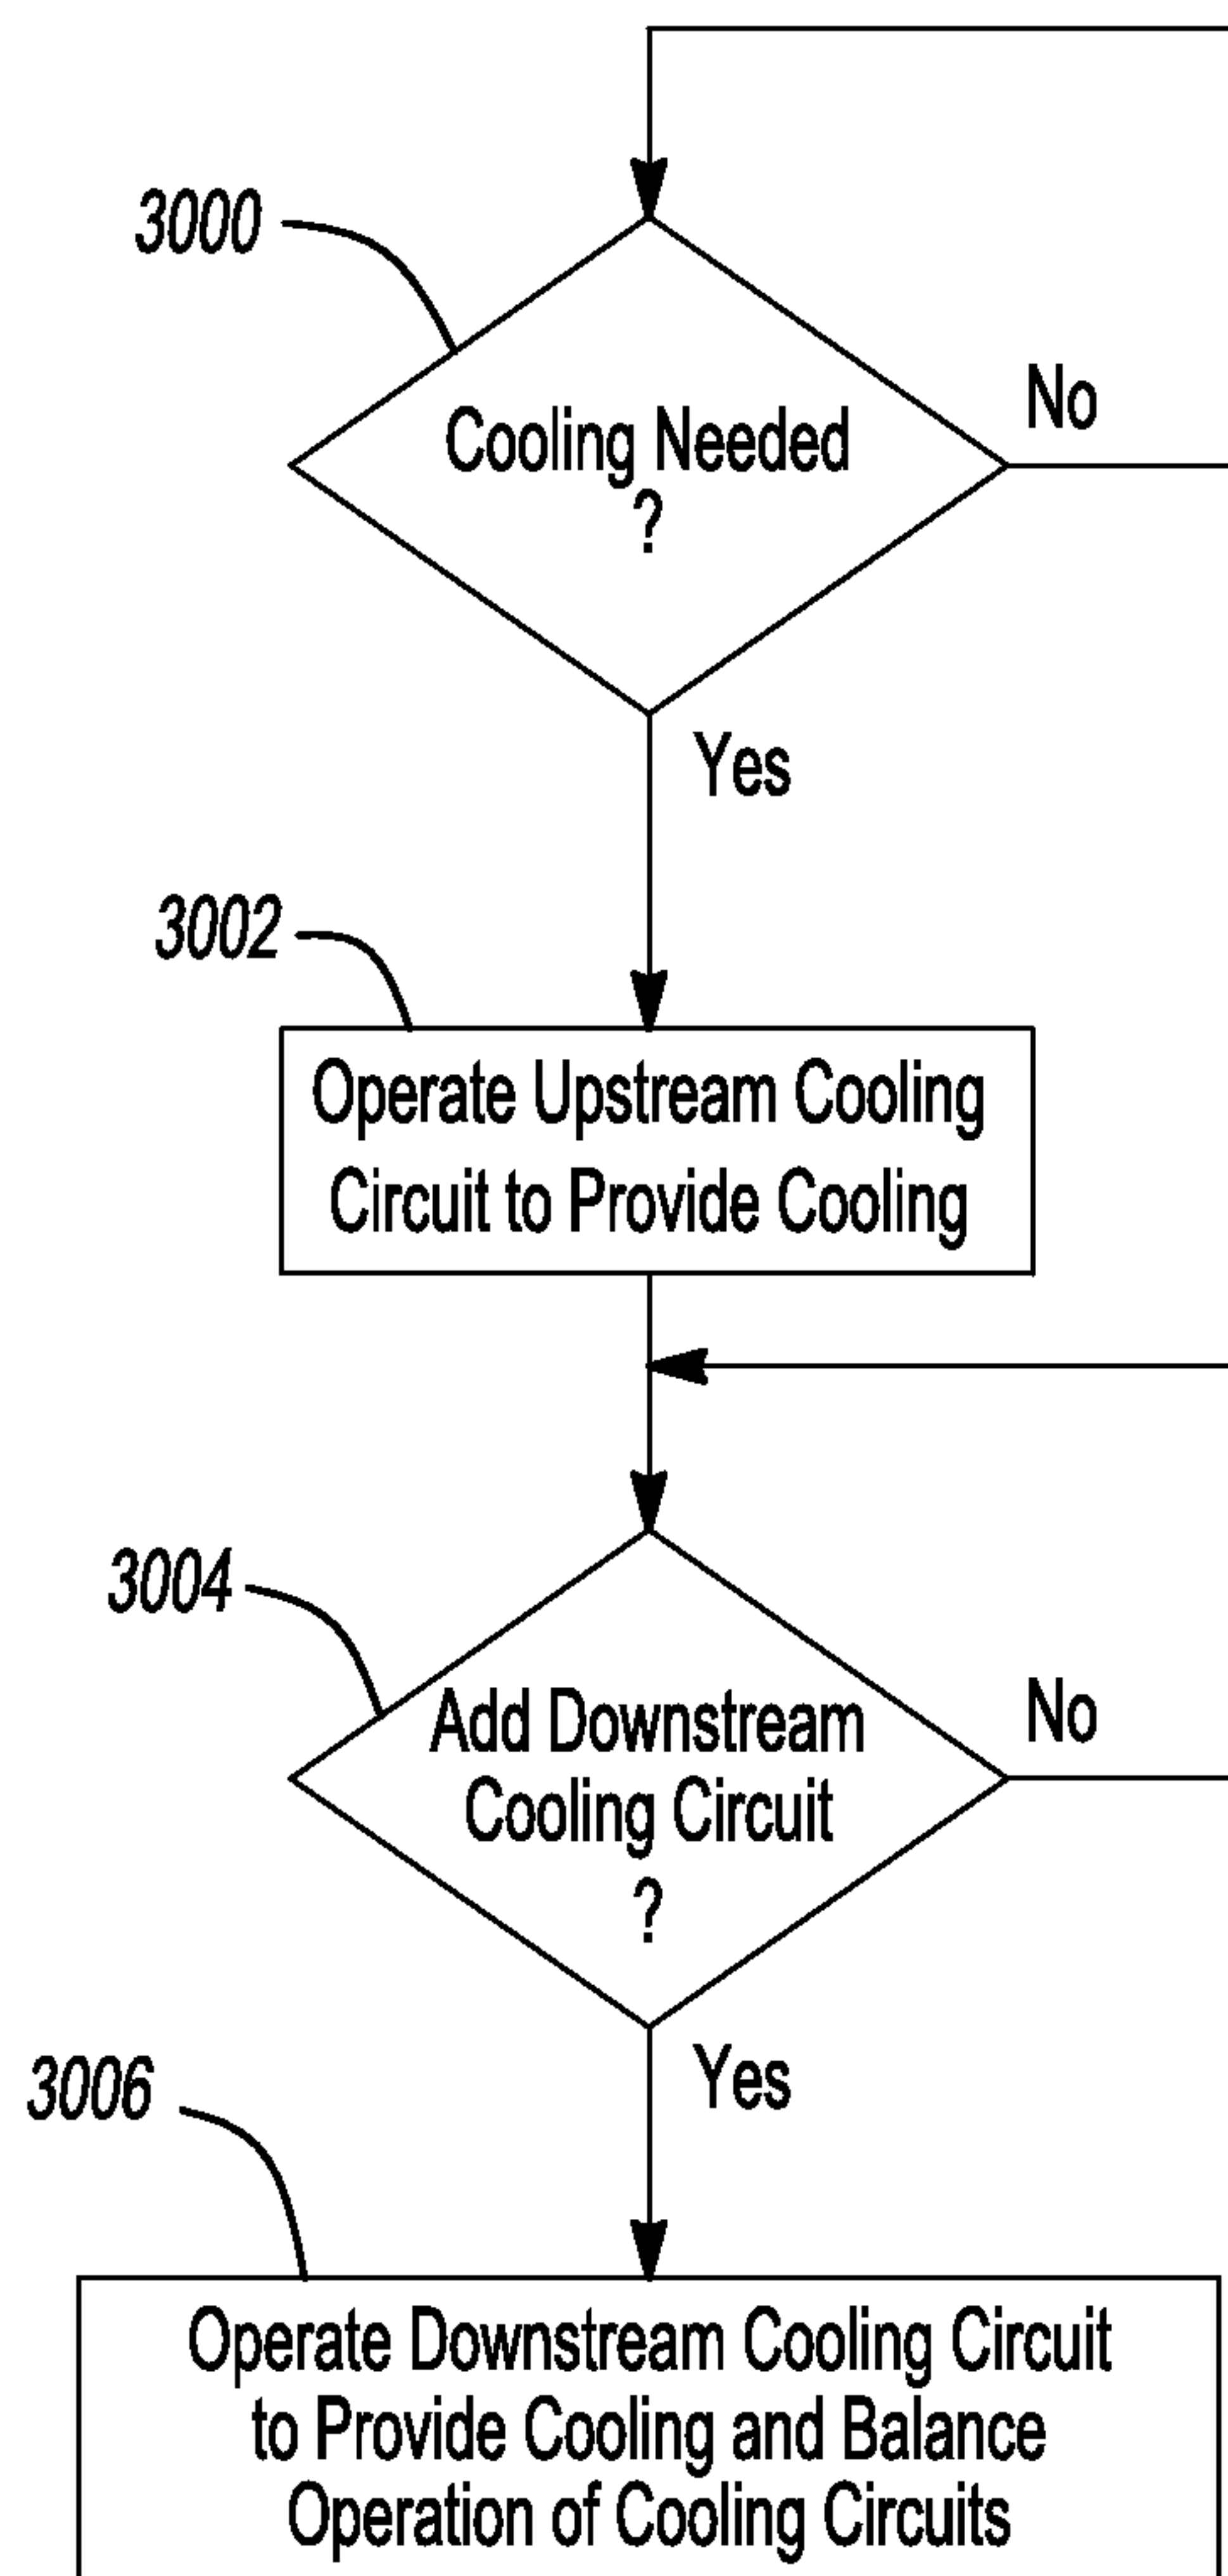 3000
Cooling Needed
?
No
Yes
3002
Operate Upstream Cooling
Circuit to Provide Cooling
3004
Add Downstream
Cooling Circuit
?
No
Yes
3006
Operate Downstream Cooling Circuit
to Provide Cooling and Balance
Operation of Cooling Circuits